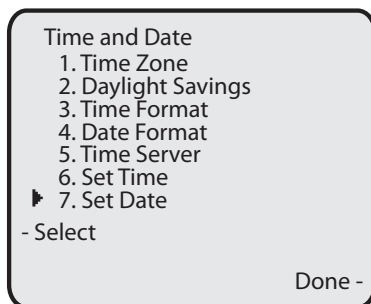 Time and Date
1. Time Zone
2. Daylight Savings
3. Time Format
4. Date Format
5. Time Server
6. Set Time
7. Set Date
- Select
Done -